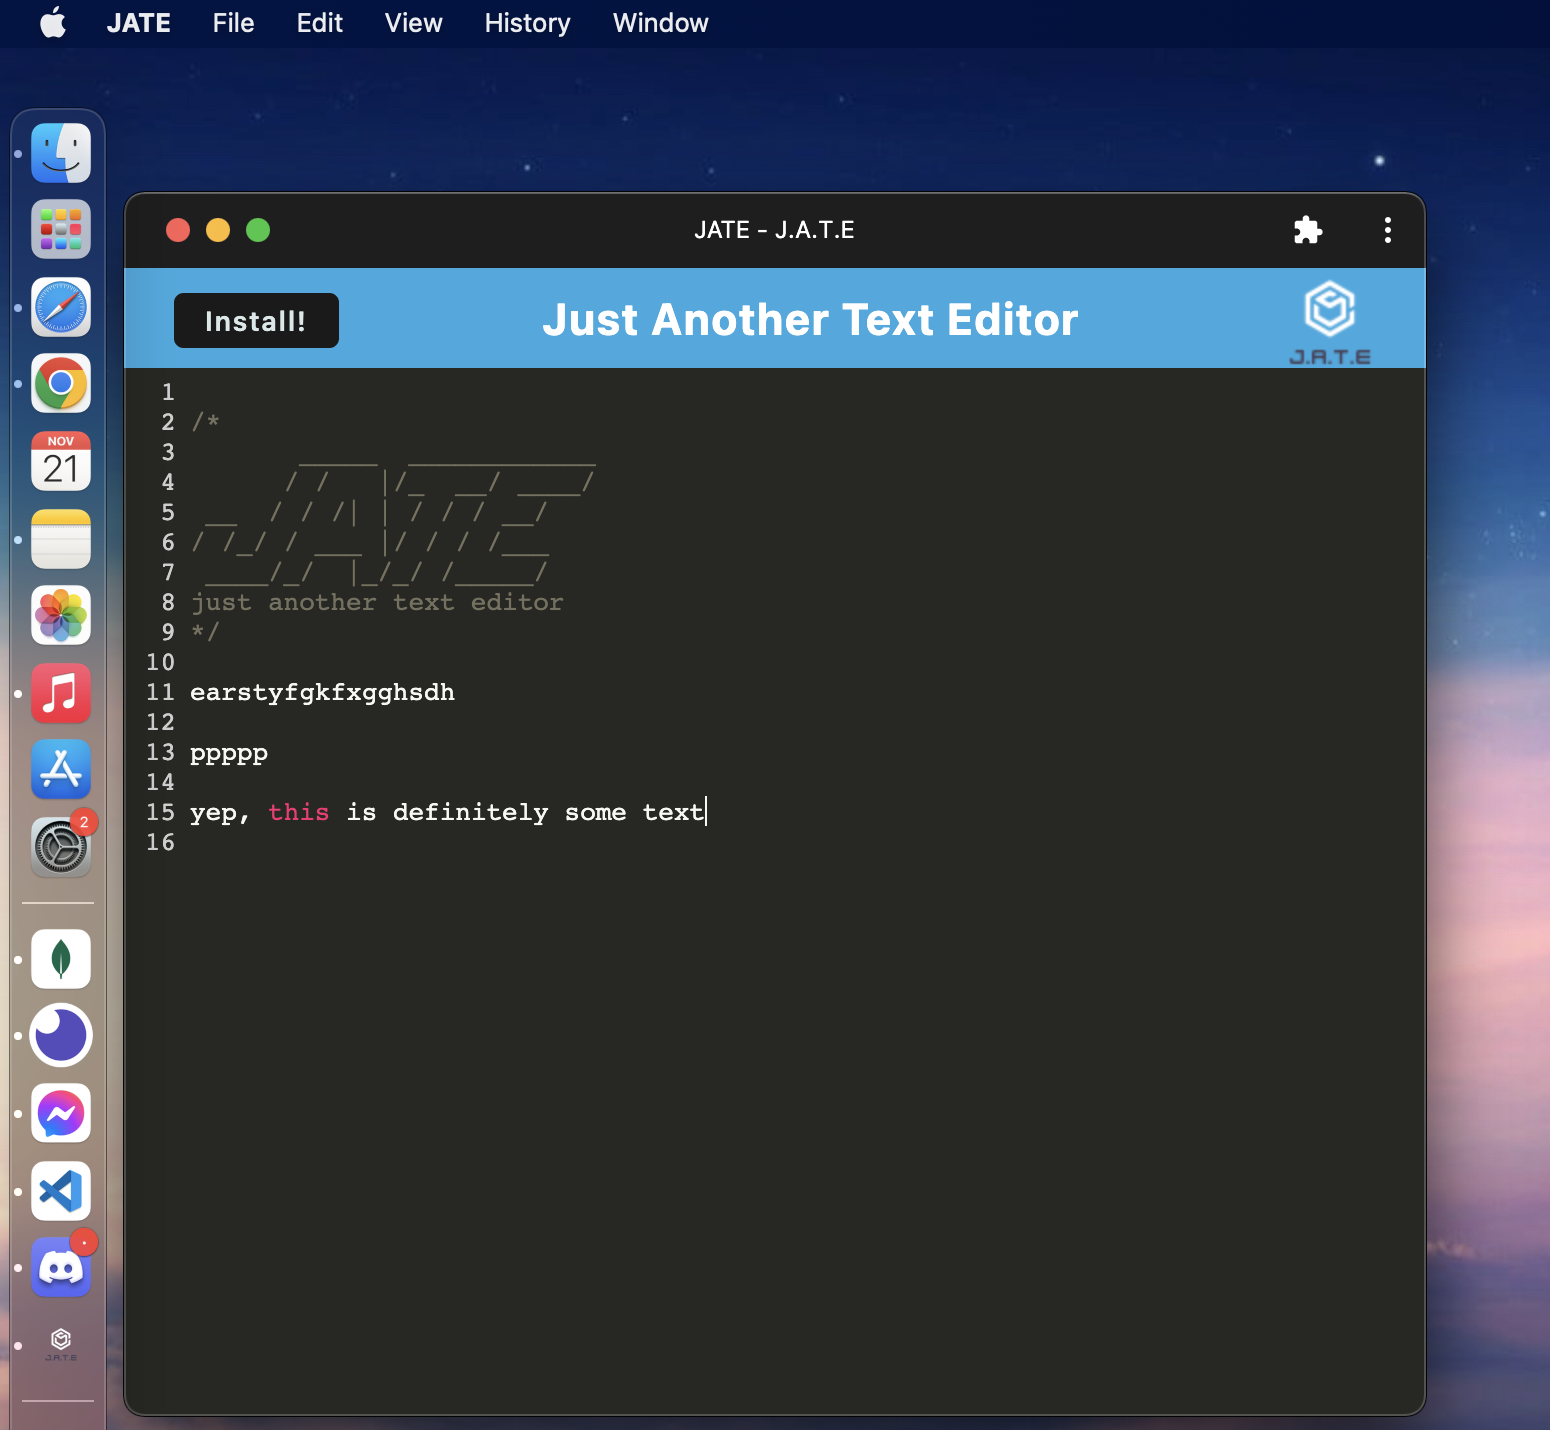 JATE File Edit View History Window
JATE - J.A.T.E
Install! Just Another Text Editor
J.A.T.E
1
2 /*
3        ______  ______________
4       / /    |/_  __/ ____/
5  __  / / /| | / / / __/
6 / /_/ / ___ |/ / / /___
7  ____/_/  |_/_/ /_____/
8 just another text editor
9 */
10
11 earstyfgkfxgghsdh
12
13 ppppp
14
15 yep, this is definitely some text
16
NOV
21
2
J.A.T.E